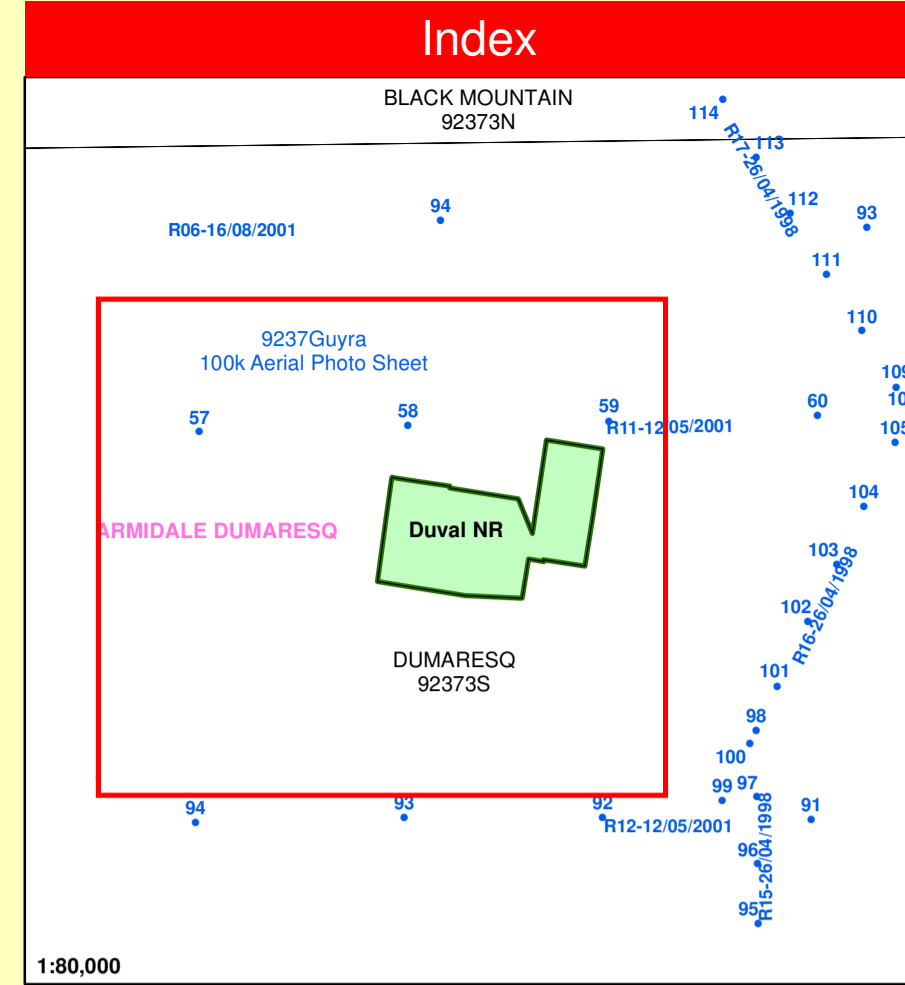 Index
BLACK MOUNTAIN
92373N
114
R17-26/04/1998
113
112
94
93
R06-16/08/2001
111
110
9237Guyra
100k Aerial Photo Sheet
109
10
57
58
59
60
R11-12/05/2001
105
104
ARMIDALE DUMARESQ
Duval NR
103
R16-26/04/1998
102
DUMARESQ
92373S
101
98
100
99
97
94
93
92
91
R12-12/05/2001
R15-26/04/1998
96
95
1:80,000